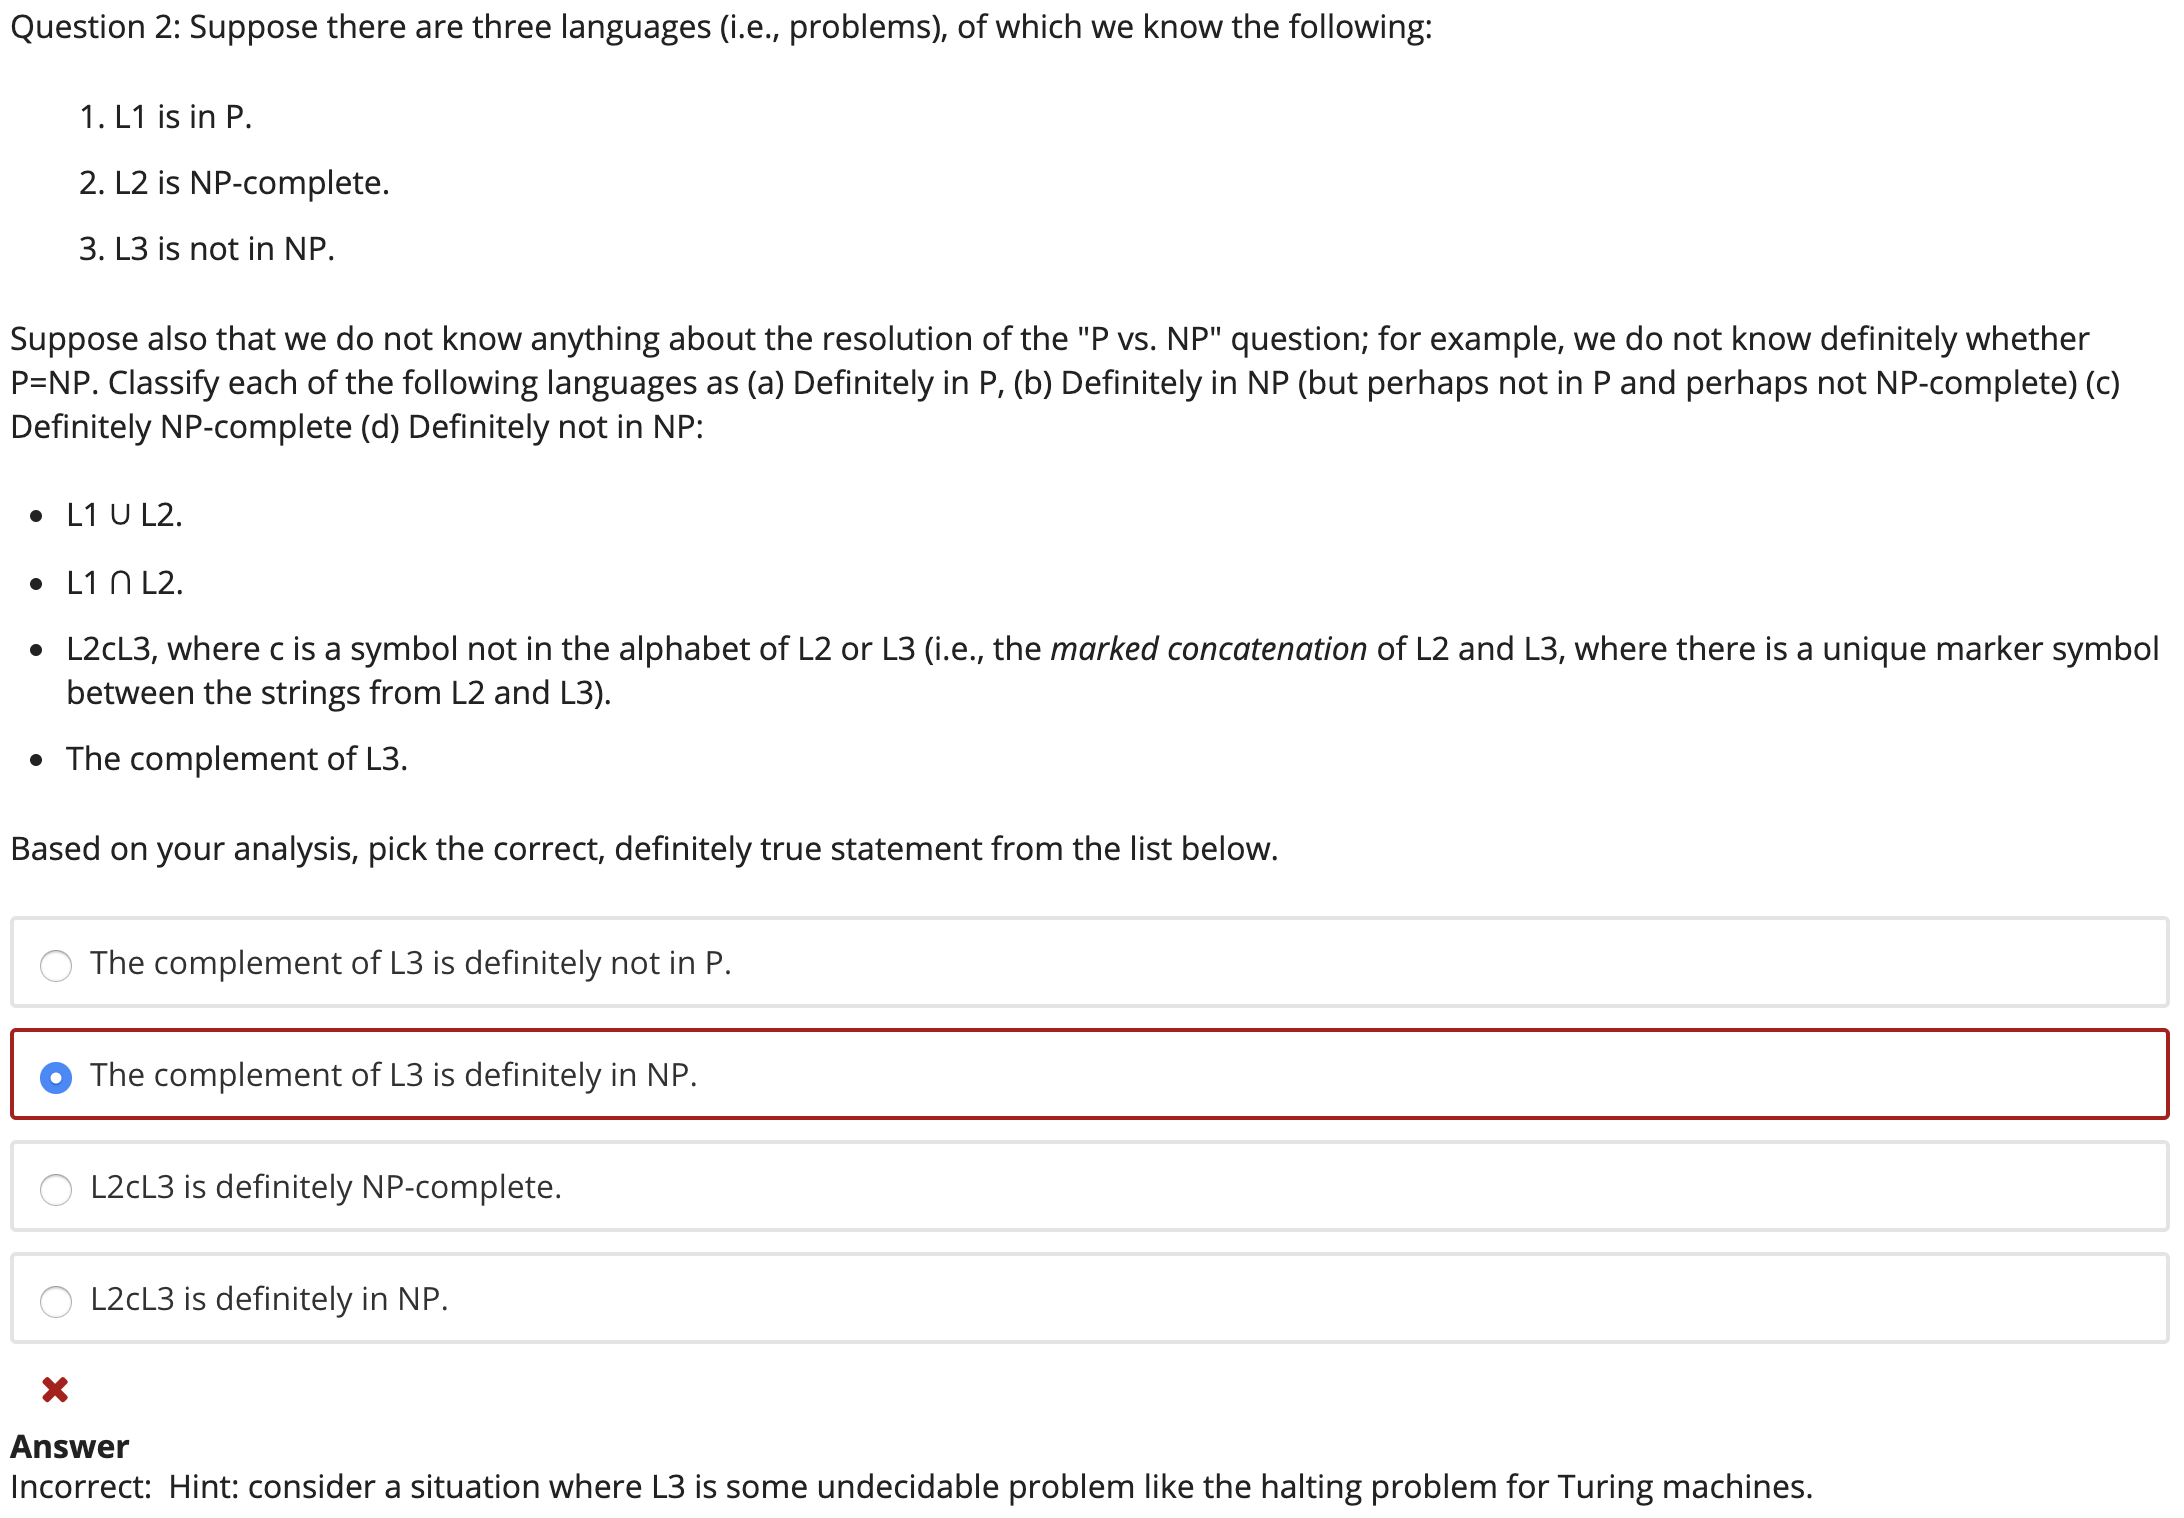 Question 2: Suppose there are three languages (i.e., problems), of which we know the following:
1. L1 is in P.
2. L2 is NP-complete.
3. L3 is not in NP.
Suppose also that we do not know anything about the resolution of the "P vs. NP" question; for example, we do not know definitely whether
P=NP. Classify each of the following languages as (a) Definitely in P, (b) Definitely in NP (but perhaps not in P and perhaps not NP-complete) (c)
Definitely NP-complete (d) Definitely not in NP:
• L1 ∪ L2.
• L1 ∩ L2.
• L2cL3, where c is a symbol not in the alphabet of L2 or L3 (i.e., the marked concatenation of L2 and L3, where there is a unique marker symbol
between the strings from L2 and L3).
• The complement of L3.
Based on your analysis, pick the correct, definitely true statement from the list below.
The complement of L3 is definitely not in P.
The complement of L3 is definitely in NP.
L2cL3 is definitely NP-complete.
L2cL3 is definitely in NP.
Answer
Incorrect: Hint: consider a situation where L3 is some undecidable problem like the halting problem for Turing machines.